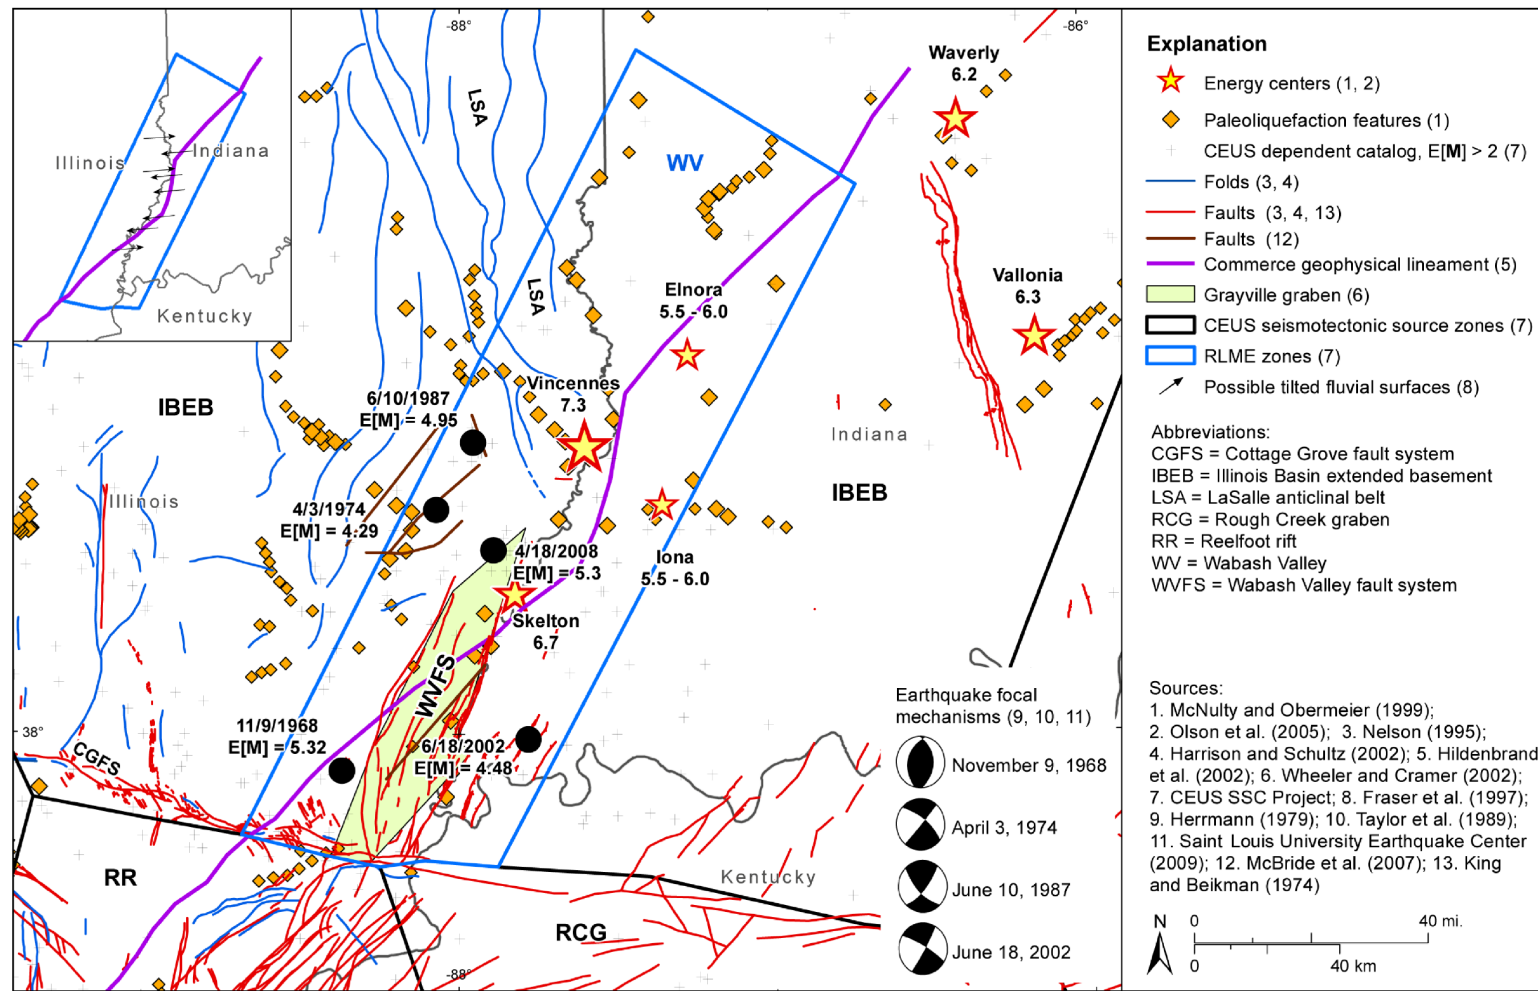 -88°
-86°
Waverly
6.2
LSA
Illinois
Indiana
Kentucky
WV
LSA
Elnora
5.5 - 6.0
Vallonia
6.3
Vincennes
7.3
6/10/1987
E[M] = 4.95
IBEB
Indiana
IBEB
Illinois
4/3/1974
E[M] = 4.29
4/18/2008
E[M] = 5.3
Iona
5.5 - 6.0
Skelton
6.7
WVFS
11/9/1968
E[M] = 5.32
38°
CGFS
6/18/2002
E[M] = 4.48
RR
Kentucky
RCG
-88°
Earthquake focal
mechanisms (9, 10, 11)
November 9, 1968
April 3, 1974
June 10, 1987
June 18, 2002
Explanation
Energy centers (1, 2)
Paleoliquefaction features (1)
CEUS dependent catalog, E[M] > 2 (7)
Folds (3, 4)
Faults (3, 4, 13)
Faults (12)
Commerce geophysical lineament (5)
Grayville graben (6)
CEUS seismotectonic source zones (7)
RLME zones (7)
Possible tilted fluvial surfaces (8)
Abbreviations:
CGFS = Cottage Grove fault system
IBEB = Illinois Basin extended basement
LSA = LaSalle anticlinal belt
RCG = Rough Creek graben
RR = Reelfoot rift
WV = Wabash Valley
WVFS = Wabash Valley fault system
Sources:
1. McNulty and Obermeier (1999);
2. Olson et al. (2005); 3. Nelson (1995);
4. Harrison and Schultz (2002); 5. Hildenbrand
et al. (2002); 6. Wheeler and Cramer (2002);
7. CEUS SSC Project; 8. Fraser et al. (1997);
9. Herrmann (1979); 10. Taylor et al. (1989);
11. Saint Louis University Earthquake Center
(2009); 12. McBride et al. (2007); 13. King
and Beikman (1974)
N
0
40 mi.
0
40 km